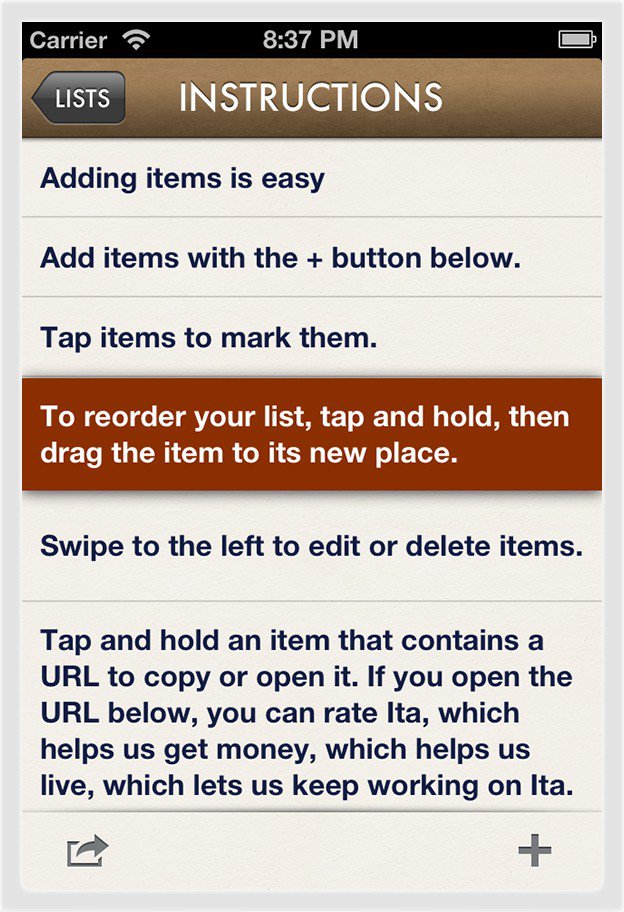 Carrier 8:37 PM
LISTS INSTRUCTIONS
Adding items is easy
Add items with the + button below.
Tap items to mark them.
To reorder your list, tap and hold, then
drag the item to its new place.
Swipe to the left to edit or delete items.
Tap and hold an item that contains a
URL to copy or open it. If you open the
URL below, you can rate Ita, which
helps us get money, which helps us
live, which lets us keep working on Ita.